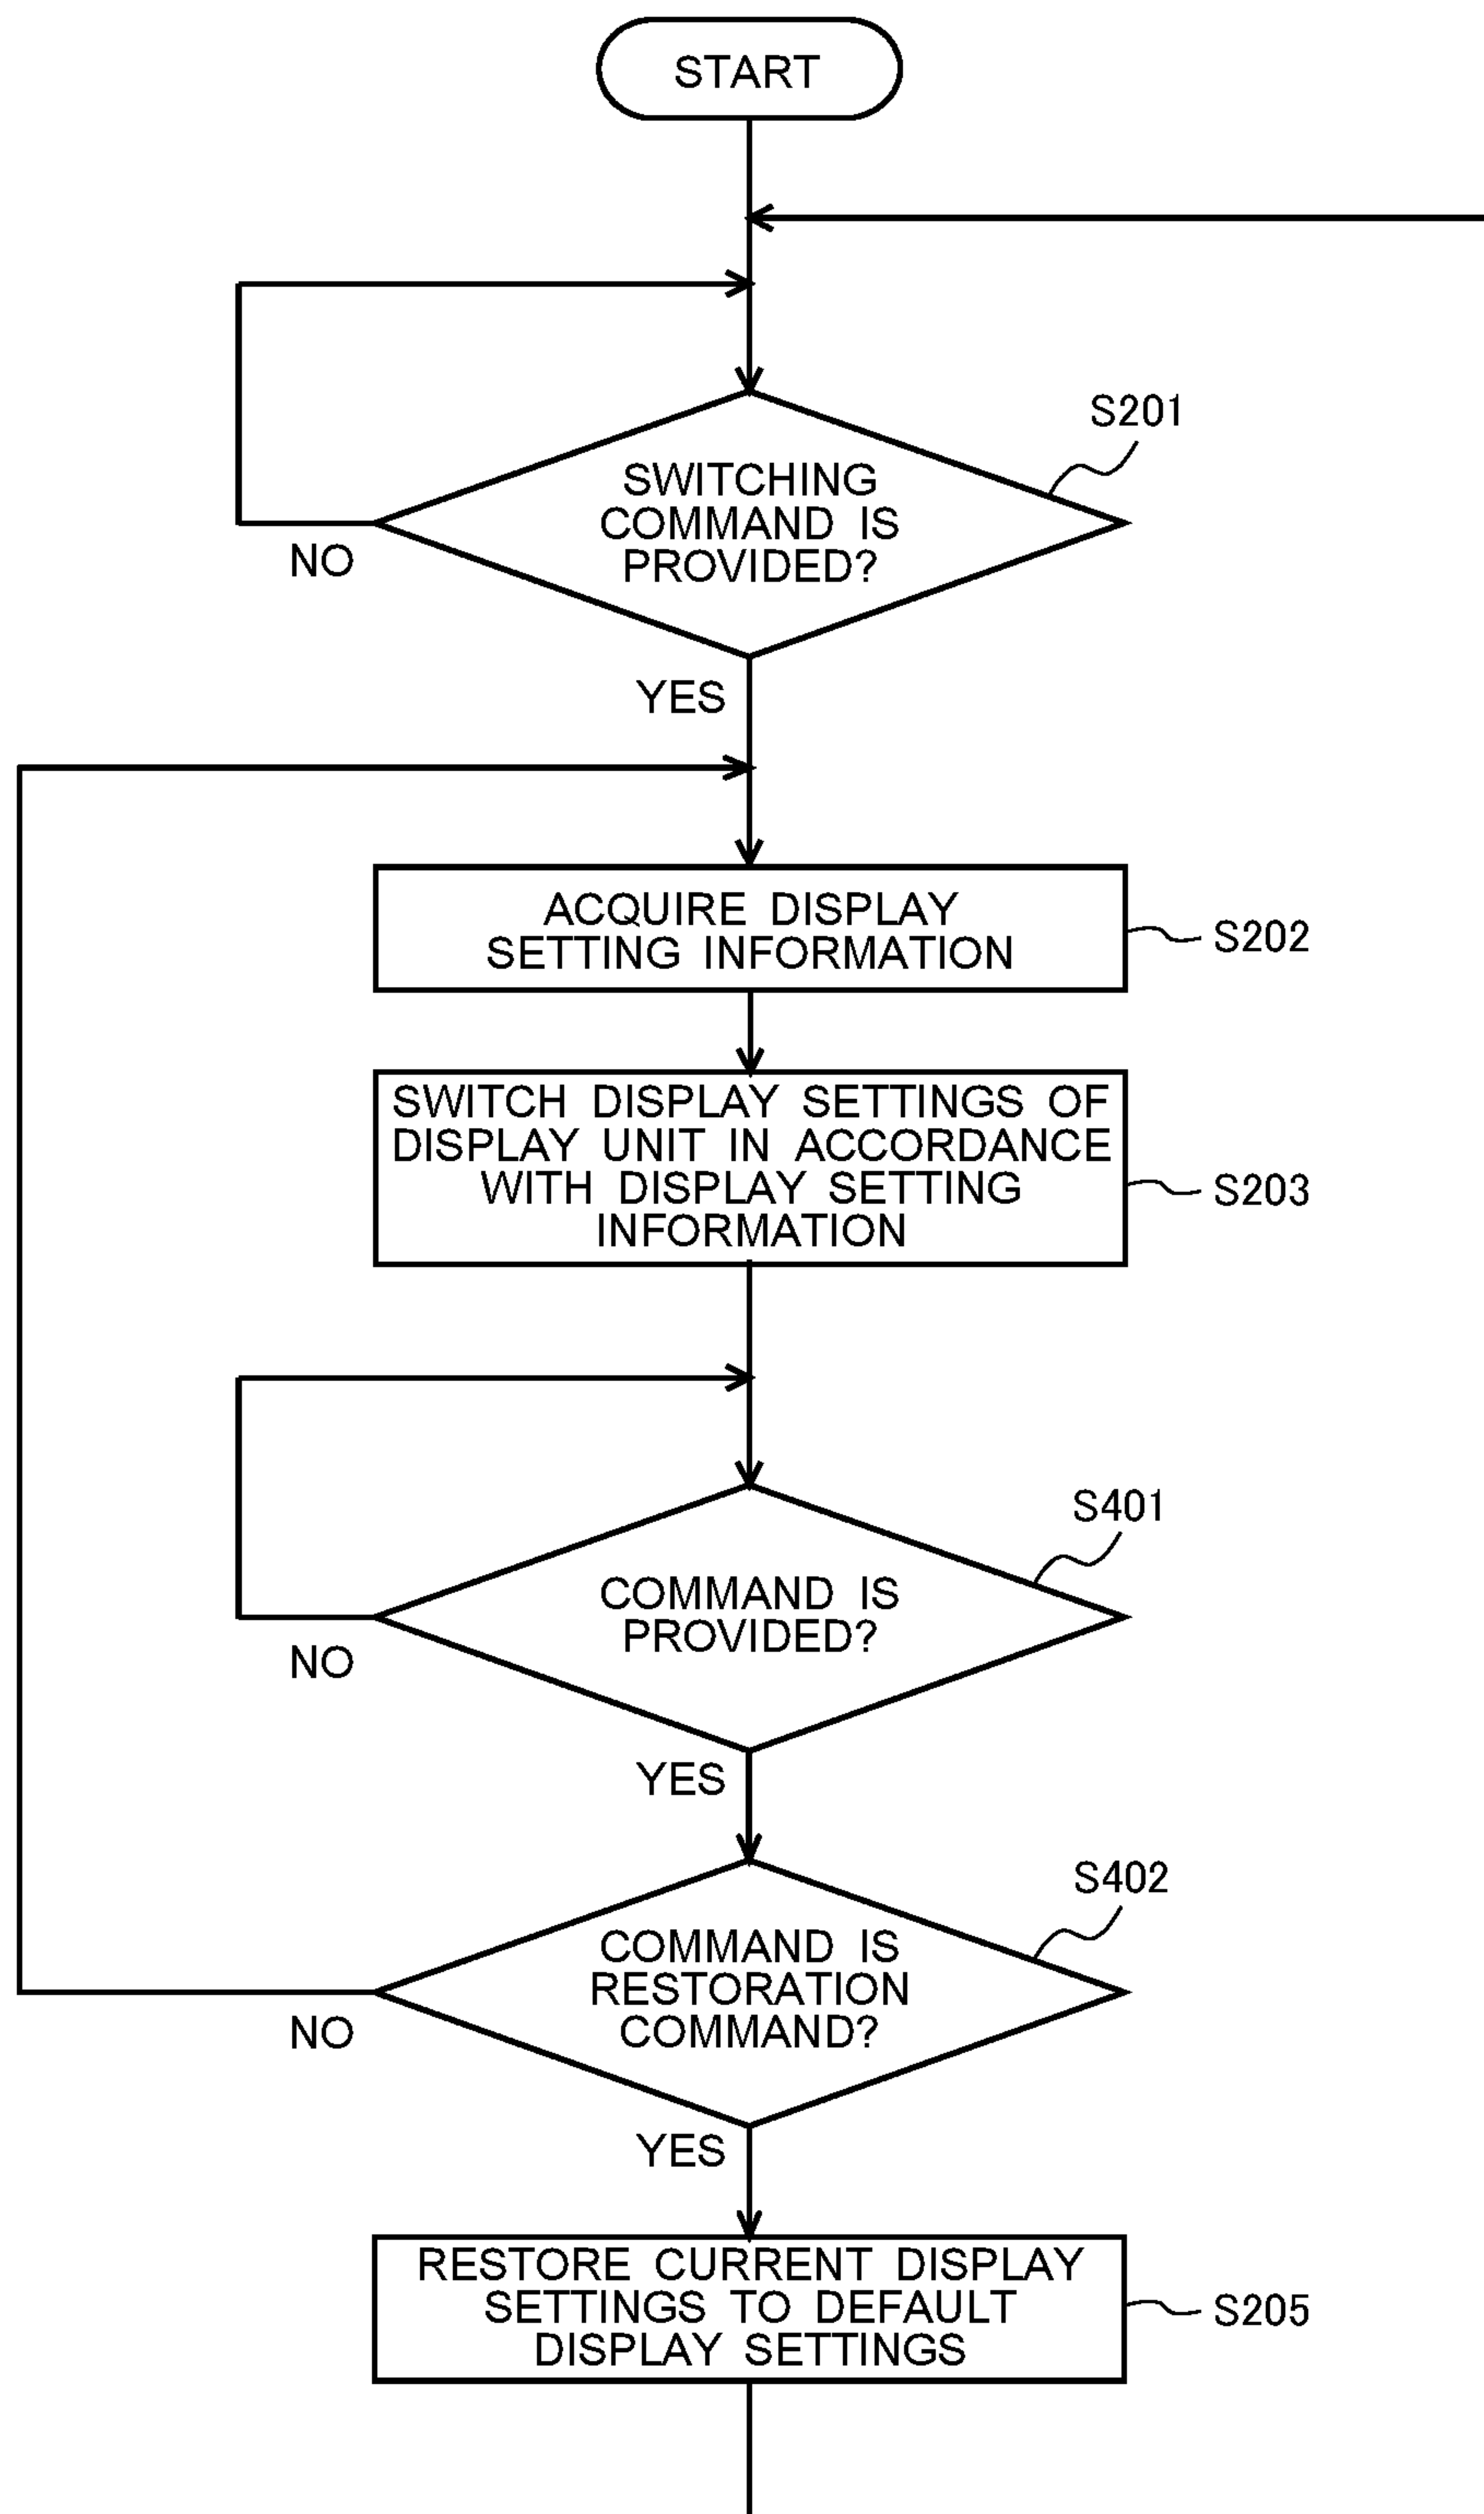 START
S201
SWITCHING
COMMAND IS
PROVIDED?
NO
YES
ACQUIRE DISPLAY
SETTING INFORMATION
S202
SWITCH DISPLAY SETTINGS OF
DISPLAY UNIT IN ACCORDANCE
WITH DISPLAY SETTING
INFORMATION
S203
S401
COMMAND IS
PROVIDED?
NO
YES
S402
COMMAND IS
RESTORATION
COMMAND?
NO
YES
RESTORE CURRENT DISPLAY
SETTINGS TO DEFAULT
DISPLAY SETTINGS
S205